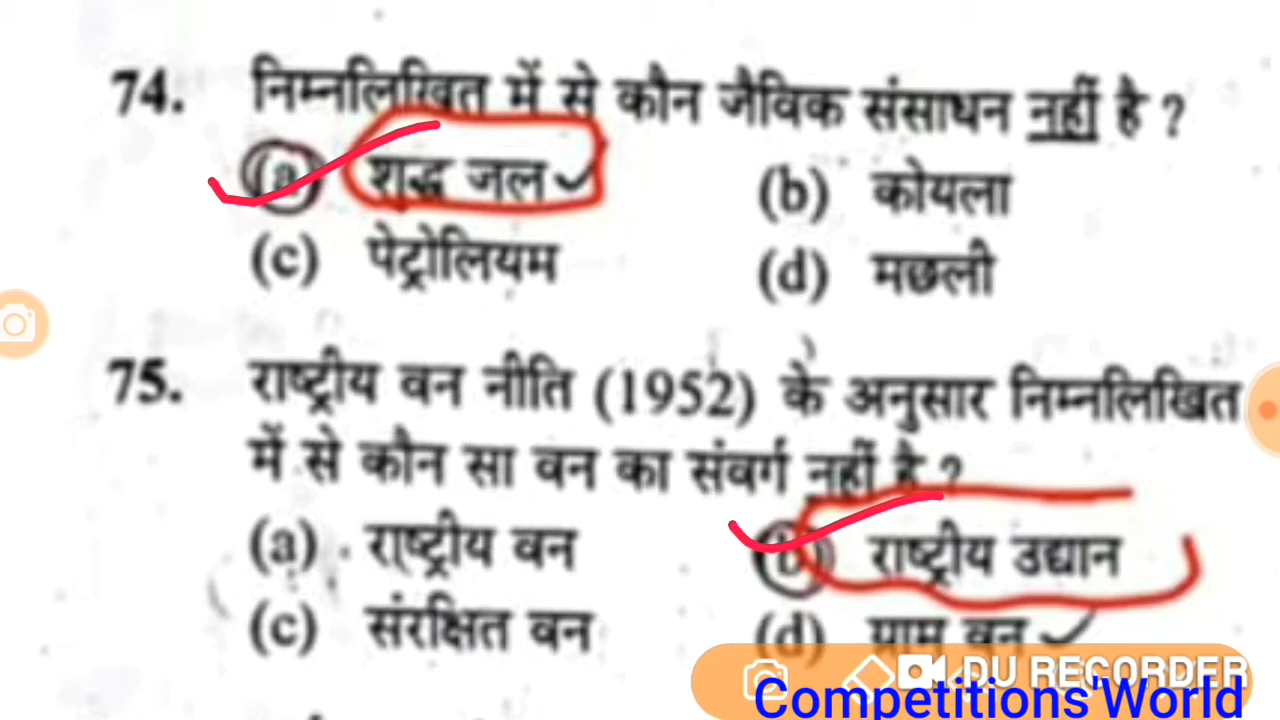 74. निम्नलिखित में से कौन जैविक संसाधन नहीं है ?
(a) शुद्ध जल (b) कोयला
(c) पेट्रोलियम (d) मछली
75. राष्ट्रीय वन नीति (1952) के अनुसार निम्नलिखित
में से कौन सा वन का संवर्ग नहीं है ?
(a) राष्ट्रीय वन (b) राष्ट्रीय उद्यान
(c) संरक्षित वन (d) ग्राम वन
DU RECORDER
Competitions'World